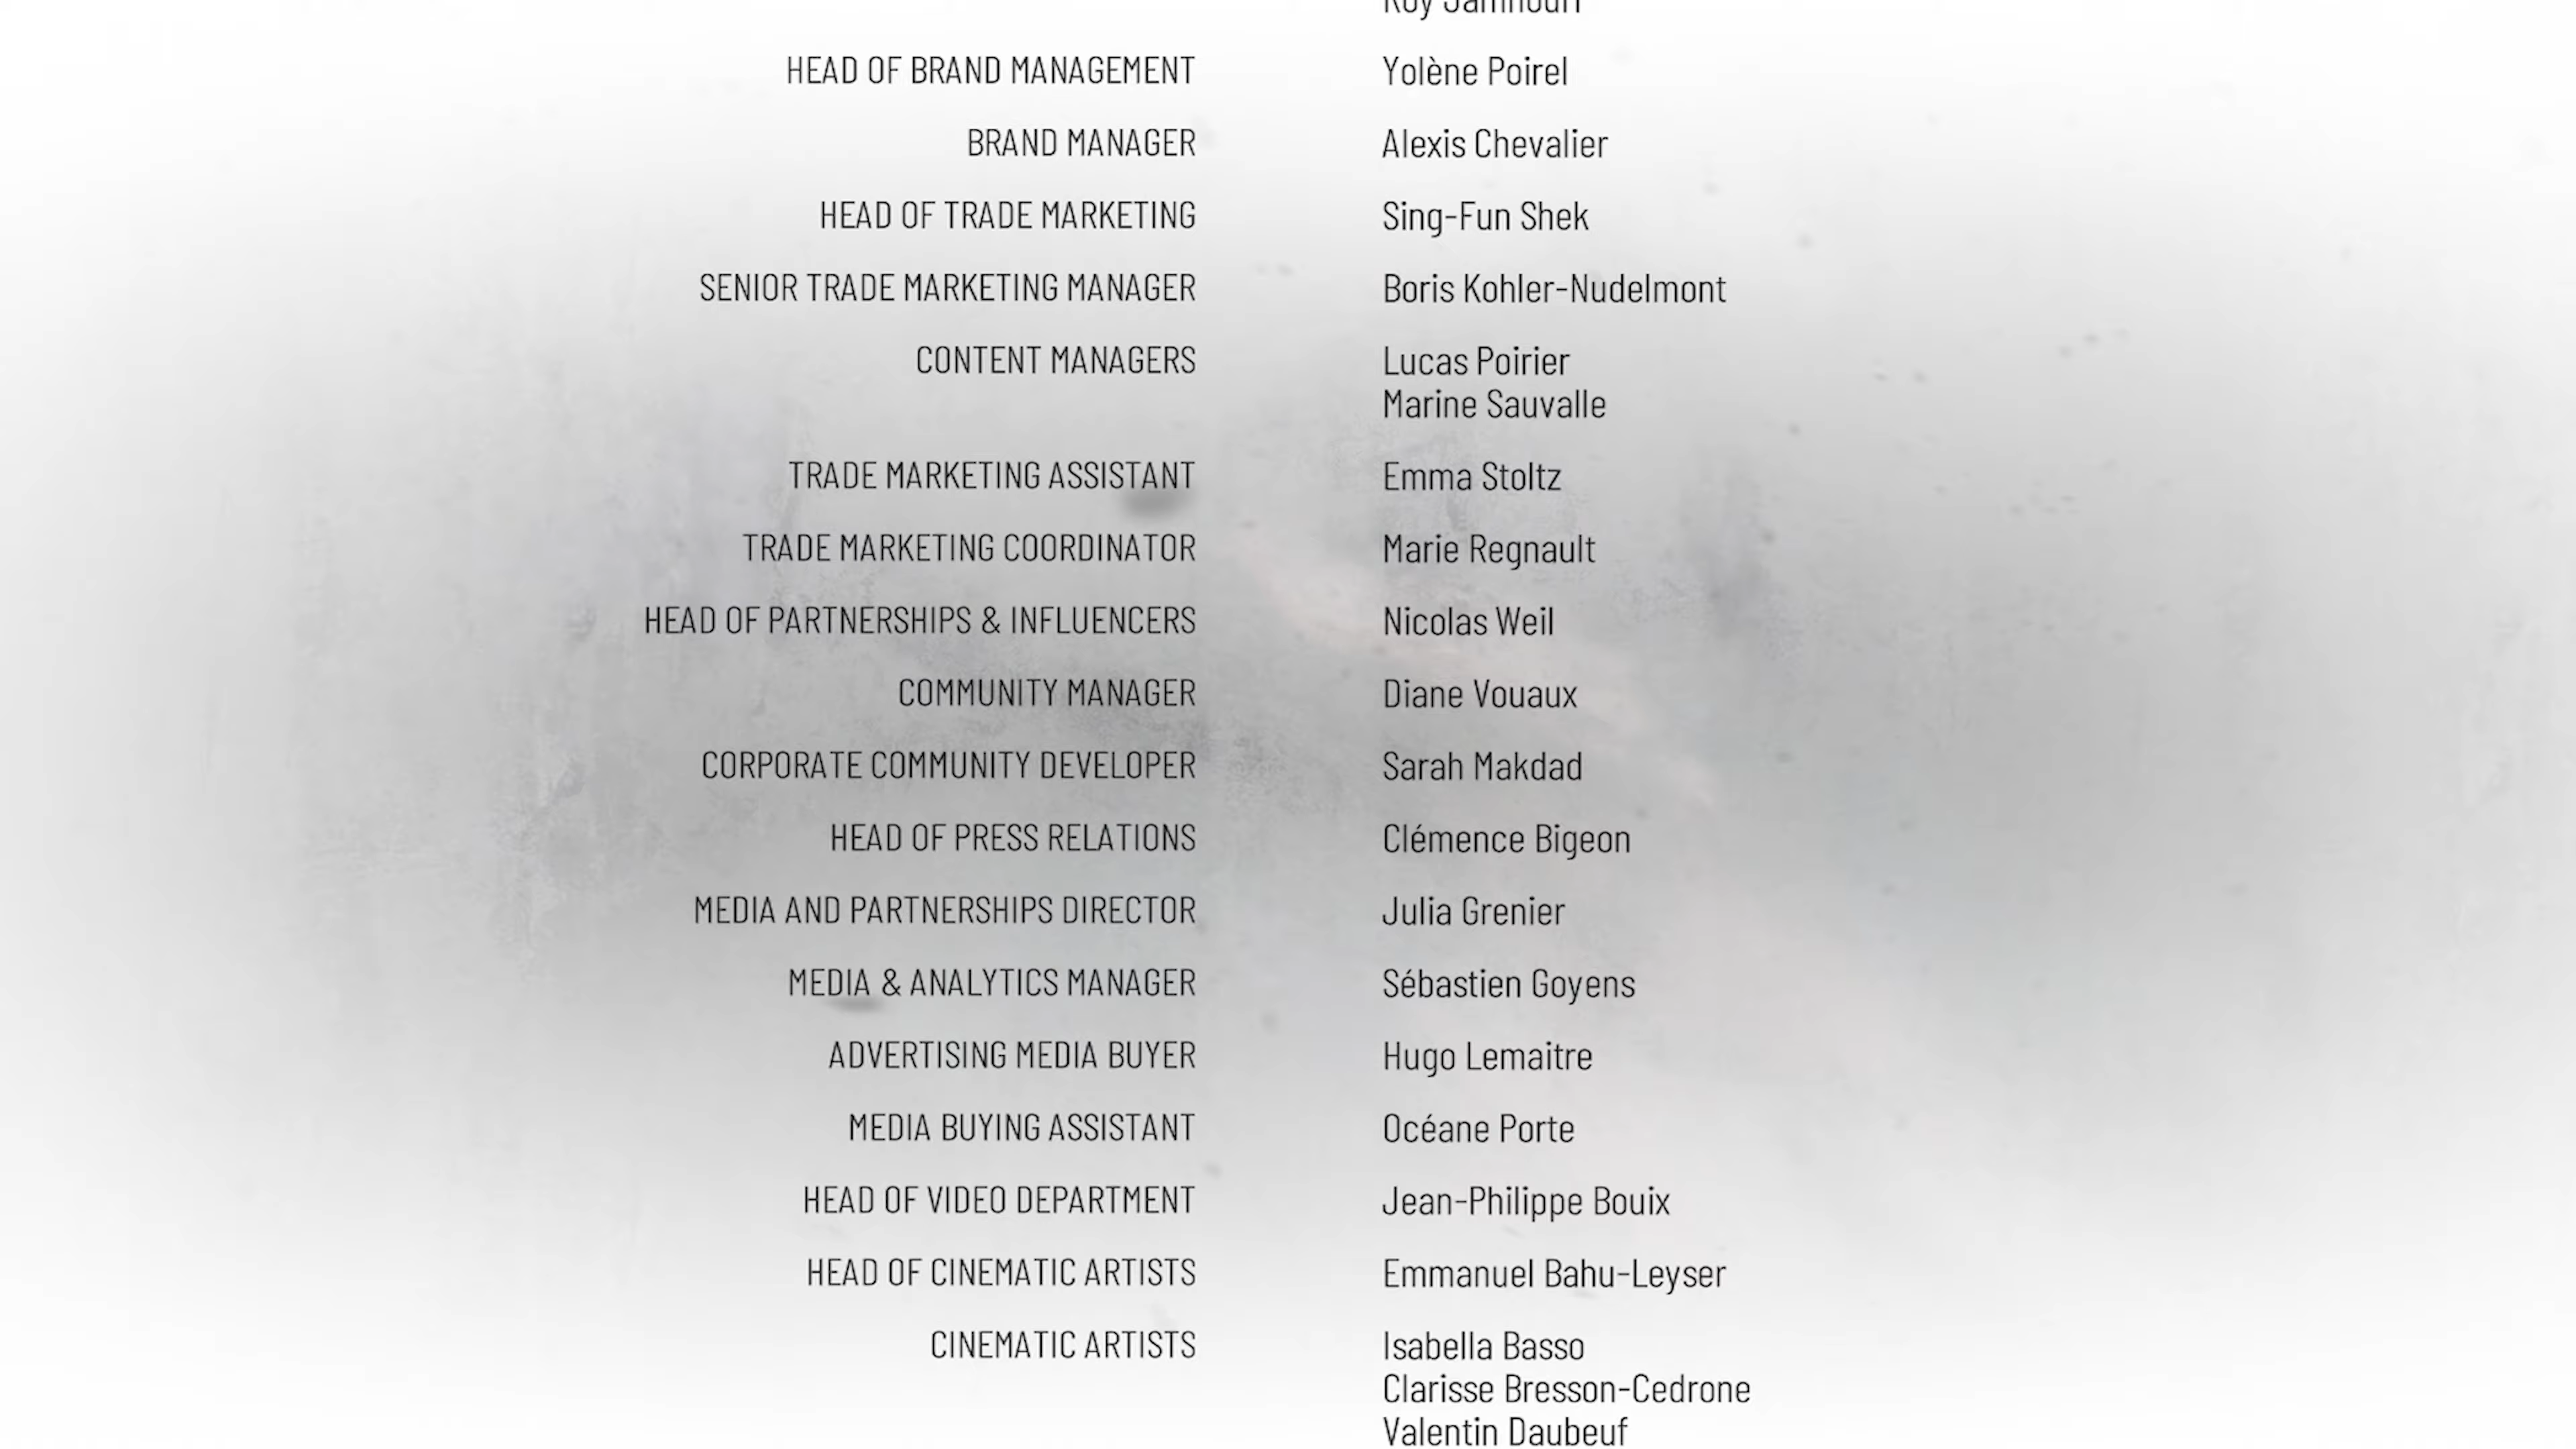 HEAD OF BRAND MANAGEMENT Yolène Poirel
BRAND MANAGER Alexis Chevalier
HEAD OF TRADE MARKETING Sing-Fun Shek
SENIOR TRADE MARKETING MANAGER Boris Kohler-Nudelmont
CONTENT MANAGERS Lucas Poirier
Marine Sauvalle
TRADE MARKETING ASSISTANT Emma Stoltz
TRADE MARKETING COORDINATOR Marie Regnault
HEAD OF PARTNERSHIPS & INFLUENCERS Nicolas Weil
COMMUNITY MANAGER Diane Vouaux
CORPORATE COMMUNITY DEVELOPER Sarah Makdad
HEAD OF PRESS RELATIONS Clémence Bigeon
MEDIA AND PARTNERSHIPS DIRECTOR Julia Grenier
MEDIA & ANALYTICS MANAGER Sébastien Goyens
ADVERTISING MEDIA BUYER Hugo Lemaitre
MEDIA BUYING ASSISTANT Océane Porte
HEAD OF VIDEO DEPARTMENT Jean-Philippe Bouix
HEAD OF CINEMATIC ARTISTS Emmanuel Bahu-Leyser
CINEMATIC ARTISTS Isabella Basso
Clarisse Bresson-Cedrone
Valentin Daubeuf